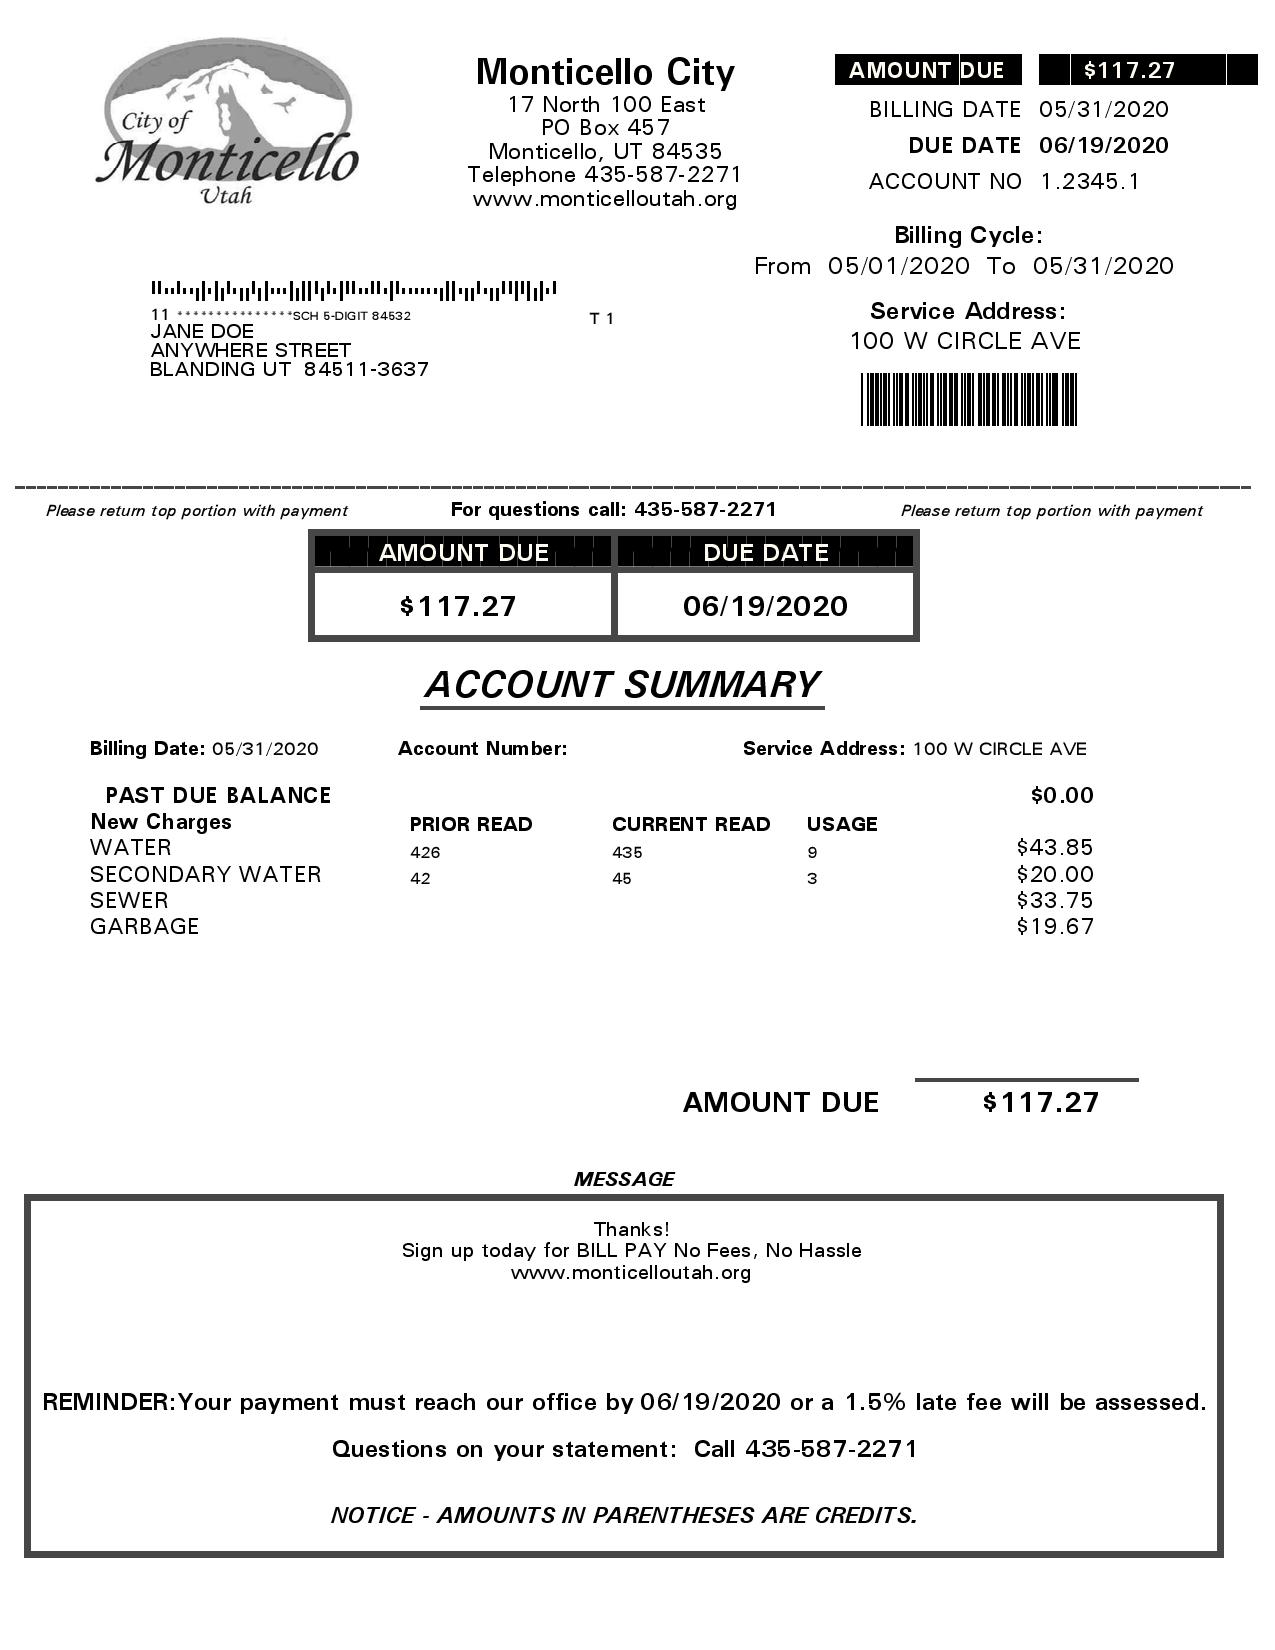 City of
Monticello
Utah
Monticello City
17 North 100 East
PO Box 457
Monticello, UT 84535
Telephone 435-587-2271
www.monticelloutah.org
AMOUNT DUE $117.27
BILLING DATE 05/31/2020
DUE DATE 06/19/2020
ACCOUNT NO 1.2345.1
Billing Cycle:
From 05/01/2020 To 05/31/2020
Service Address:
100 W CIRCLE AVE
11 ***************SCH 5-DIGIT 84532 T 1
JANE DOE
ANYWHERE STREET
BLANDING UT 84511-3637
Please return top portion with payment For questions call: 435-587-2271 Please return top portion with payment
AMOUNT DUE DUE DATE
$117.27 06/19/2020
ACCOUNT SUMMARY
Billing Date: 05/31/2020 Account Number: Service Address: 100 W CIRCLE AVE
PAST DUE BALANCE $0.00
New Charges PRIOR READ CURRENT READ USAGE
WATER 426 435 9 $43.85
SECONDARY WATER 42 45 3 $20.00
SEWER $33.75
GARBAGE $19.67
AMOUNT DUE $117.27
MESSAGE
Thanks!
Sign up today for BILL PAY No Fees, No Hassle
www.monticelloutah.org
REMINDER:Your payment must reach our office by 06/19/2020 or a 1.5% late fee will be assessed.
Questions on your statement: Call 435-587-2271
NOTICE - AMOUNTS IN PARENTHESES ARE CREDITS.